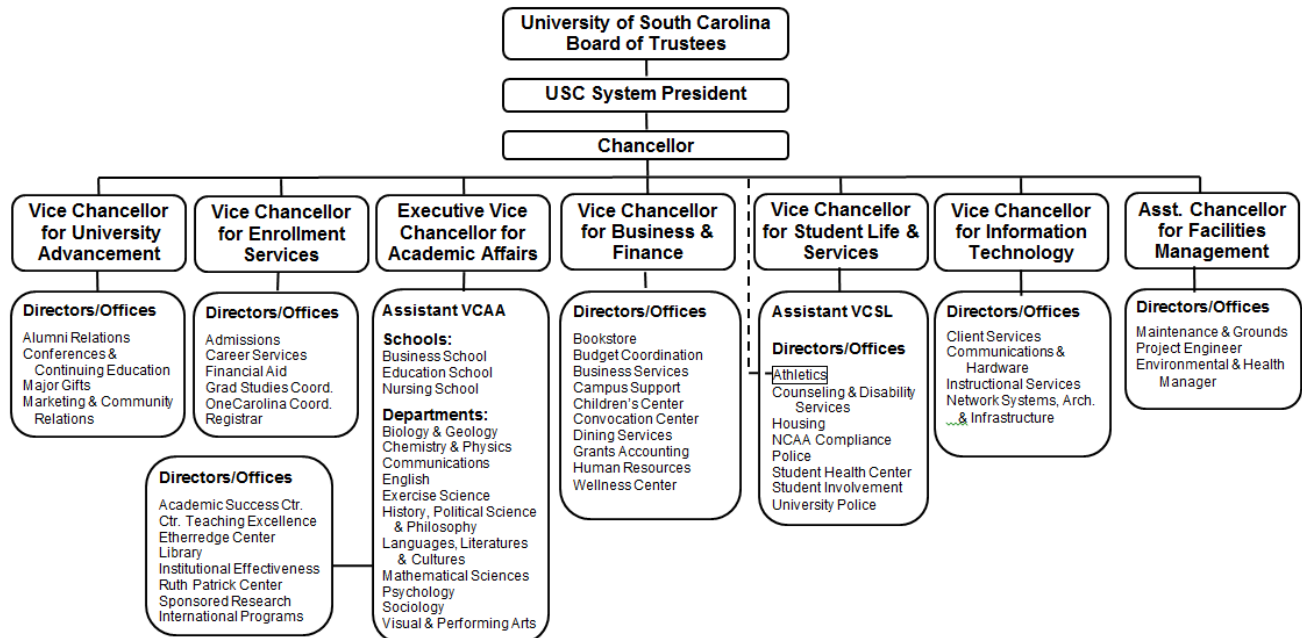 University of South Carolina
Board of Trustees
USC System President
Chancellor
Vice Chancellor
for University
Advancement
Vice Chancellor
for Enrollment
Services
Executive Vice
Chancellor for
Academic Affairs
Vice Chancellor
for Business &
Finance
Vice Chancellor
for Student Life &
Services
Vice Chancellor
for Information
Technology
Asst. Chancellor
for Facilities
Management
Directors/Offices
Alumni Relations
Conferences &
Continuing Education
Major Gifts
Marketing & Community
Relations
Directors/Offices
Admissions
Career Services
Financial Aid
Grad Studies Coord.
OneCarolina Coord.
Registrar
Assistant VCAA
Schools:
Business School
Education School
Nursing School
Departments:
Biology & Geology
Chemistry & Physics
Communications
English
Exercise Science
History, Political Science
& Philosophy
Languages, Literatures
& Cultures
Mathematical Sciences
Psychology
Sociology
Visual & Performing Arts
Directors/Offices
Bookstore
Budget Coordination
Business Services
Campus Support
Children's Center
Convocation Center
Dining Services
Grants Accounting
Human Resources
Wellness Center
Assistant VCSL
Directors/Offices
Athletics
Counseling & Disability
Services
Housing
NCAA Compliance
Police
Student Health Center
Student Involvement
University Police
Directors/Offices
Client Services
Communications &
Hardware
Instructional Services
Network Systems, Arch.
& Infrastructure
Directors/Offices
Maintenance & Grounds
Project Engineer
Environmental & Health
Manager
Directors/Offices
Academic Success Ctr.
Ctr. Teaching Excellence
Etherredge Center
Library
Institutional Effectiveness
Ruth Patrick Center
Sponsored Research
International Programs